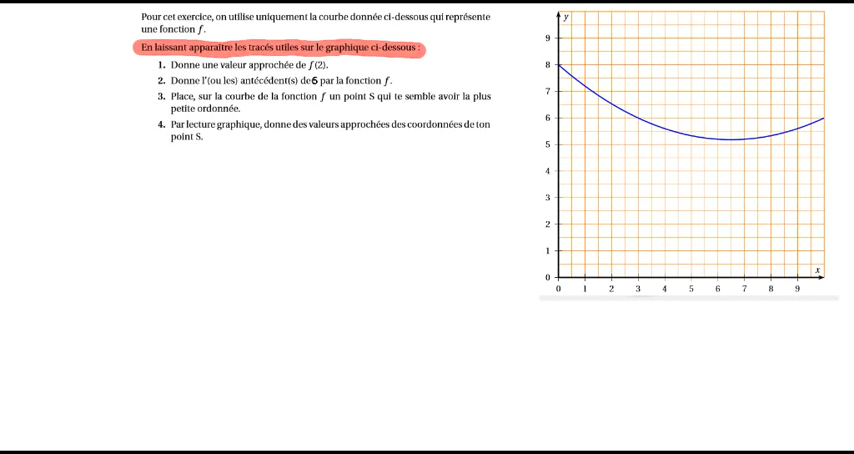 Pour cet exercice, on utilise uniquement la courbe donnée ci-dessous qui représente
une fonction f.
En laissant apparaître les tracés utiles sur le graphique ci-dessous :
1. Donne une valeur approchée de f(2).
2. Donne l'(ou les) antécédent(s) de 6 par la fonction f.
3. Place, sur la courbe de la fonction f un point S qui te semble avoir la plus
petite ordonnée.
4. Par lecture graphique, donne des valeurs approchées des coordonnées de ton
point S.
y
9
8
7
6
5
4
3
2
1
0
x
0 1 2 3 4 5 6 7 8 9